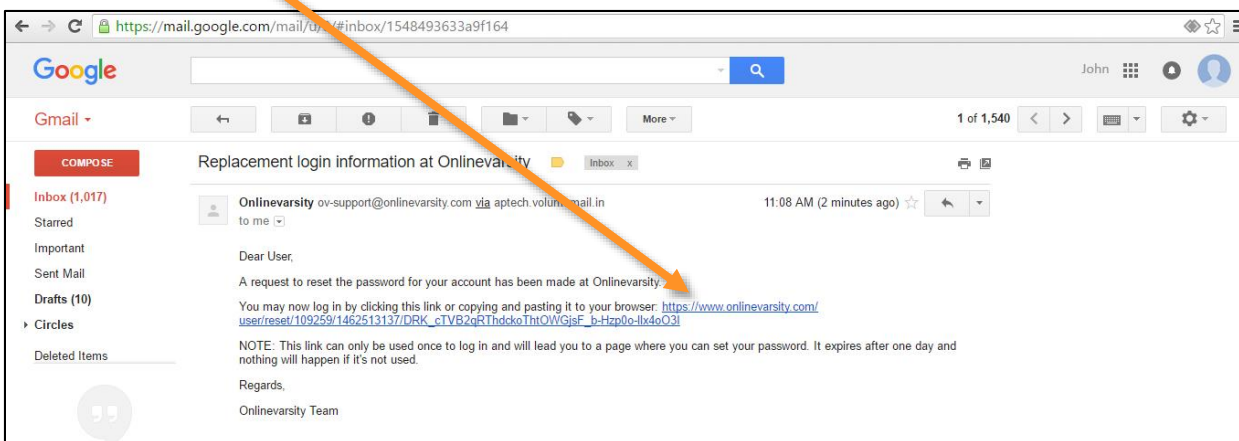 https://mail.google.com/mail/u/0/#inbox/1548493633a9f164
Google
John
Gmail
More
1 of 1,540
COMPOSE
Replacement login information at Onlinevarsity
Inbox x
Inbox (1,017)
Starred
Important
Sent Mail
Drafts (10)
Circles
Deleted Items
Onlinevarsity ov-support@onlinevarsity.com via
11:08 AM (2 minutes ago)
to me
Dear User,
A request to reset the password for your account has been made at Onlinevarsity.
You may now log in by clicking this link or copying and pasting it to your browser: https://www.onlinevarsity.com/
user/reset/109259/1462513137/DRK_cTVB2qRThdckoThtOWGjsF_b-Hzp0o-lIx4oO3I
NOTE: This link can only be used once to log in and will lead you to a page where you can set your password. It expires after one day and
nothing will happen if it's not used.
Regards,
Onlinevarsity Team